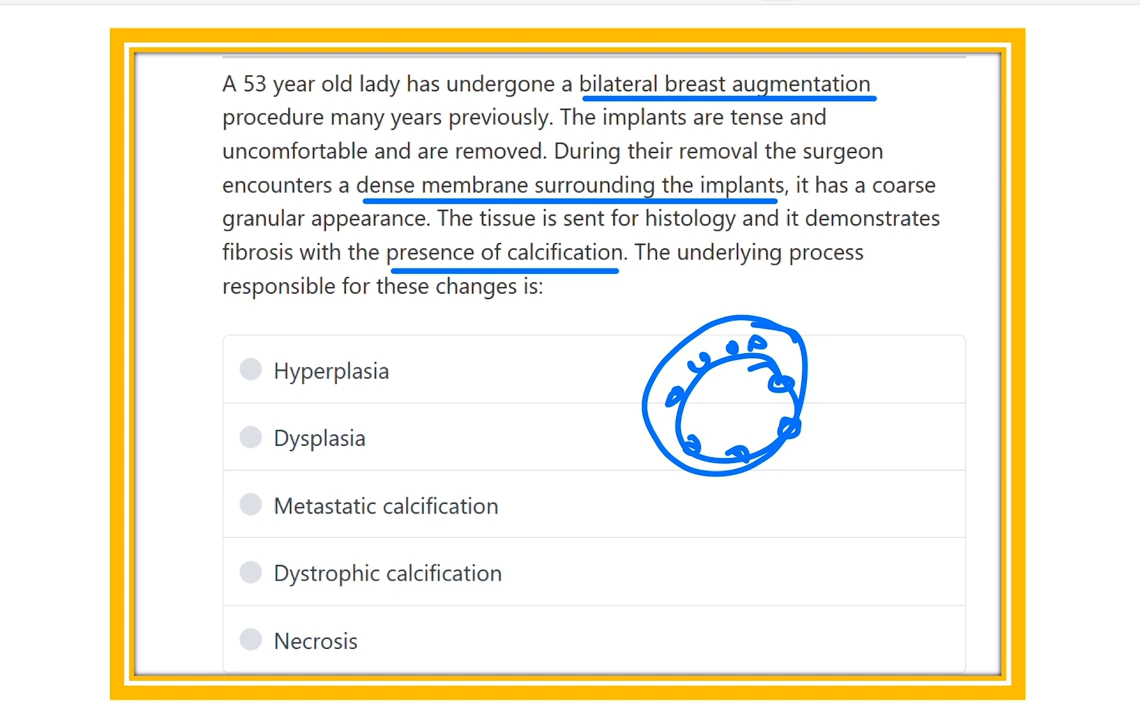 A 53 year old lady has undergone a bilateral breast augmentation
procedure many years previously. The implants are tense and
uncomfortable and are removed. During their removal the surgeon
encounters a dense membrane surrounding the implants, it has a coarse
granular appearance. The tissue is sent for histology and it demonstrates
fibrosis with the presence of calcification. The underlying process
responsible for these changes is:
Hyperplasia
Dysplasia
Metastatic calcification
Dystrophic calcification
Necrosis